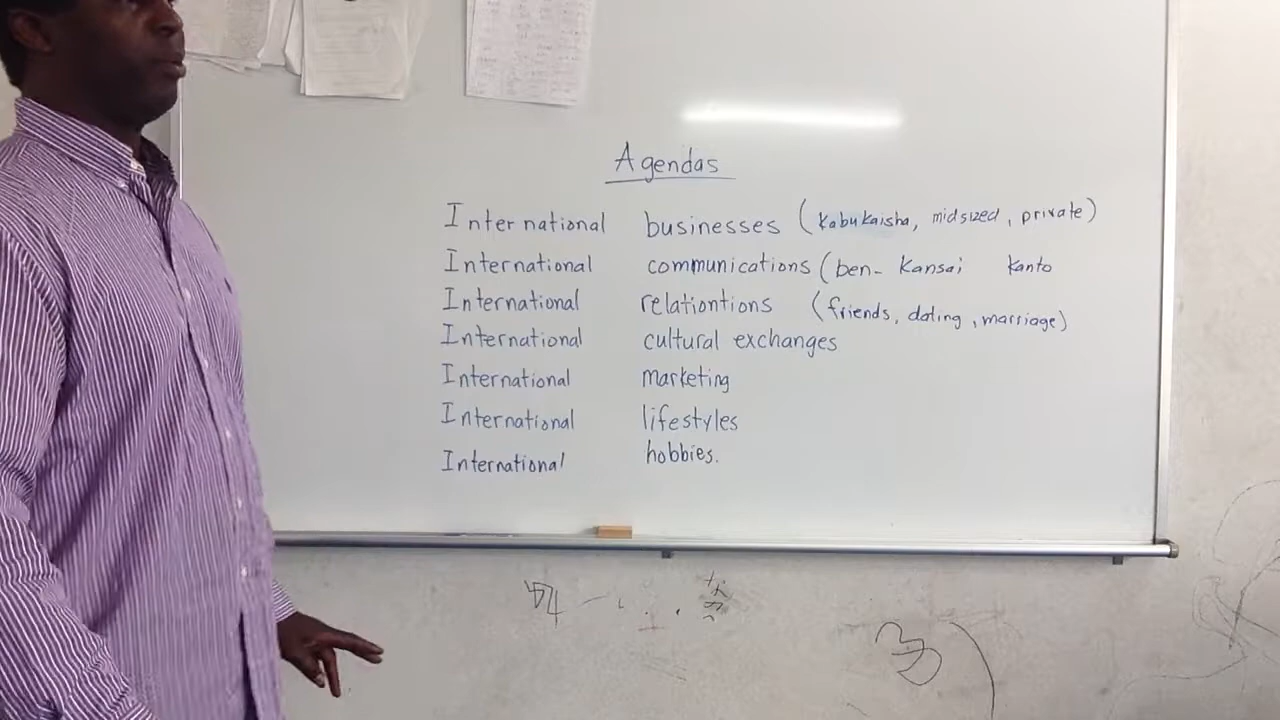 Agendas
International businesses (kabukaisha, midsized, private)
International communications (ben- Kansai Kanto
International relationtions (friends, dating, marriage)
International cultural exchanges
International marketing
International lifestyles
International hobbies.